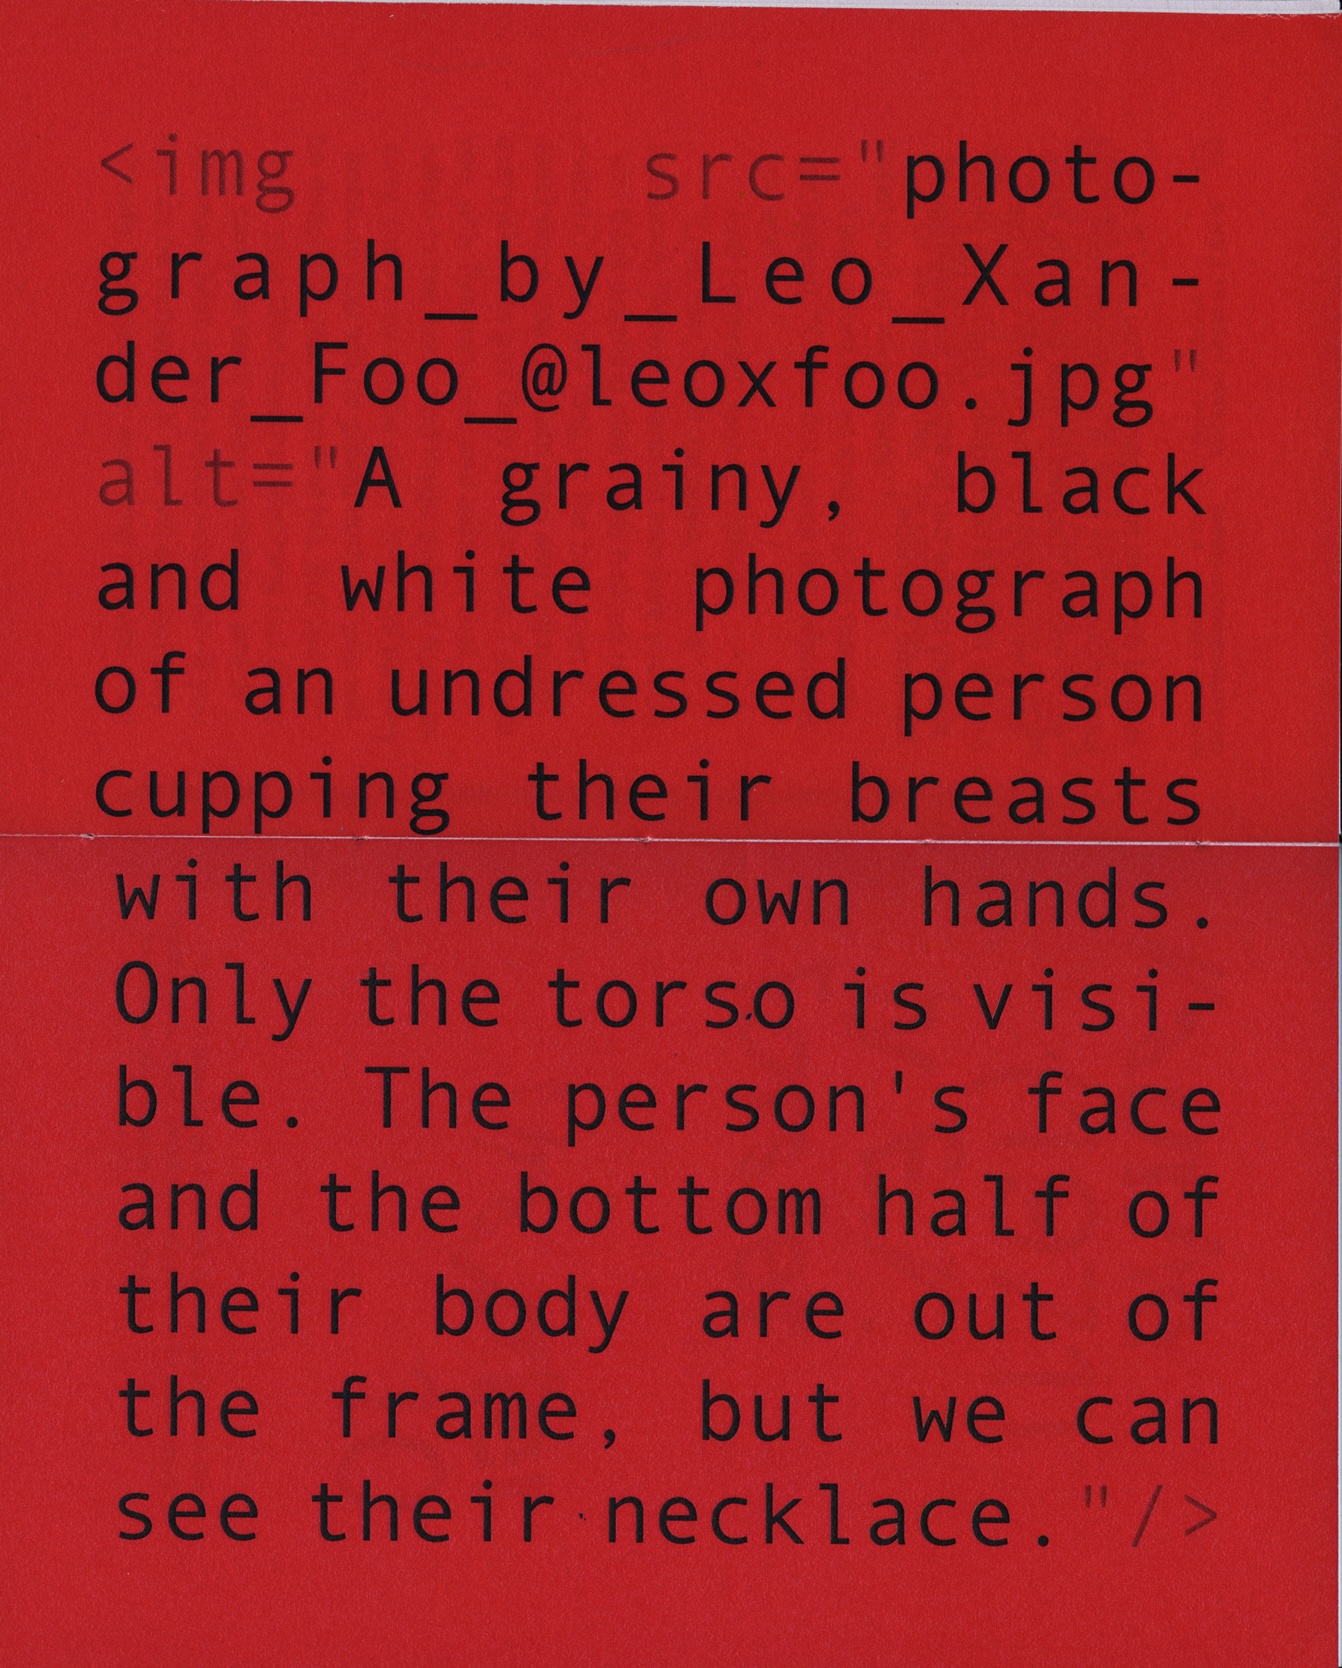 <img src="photo-
graph_by_Leo_Xan-
der_Foo_@leoxfoo.jpg"
alt="A grainy, black
and white photograph
of an undressed person
cupping their breasts
with their own hands.
Only the torso is visi-
ble. The person's face
and the bottom half of
their body are out of
the frame, but we can
see their necklace."/>